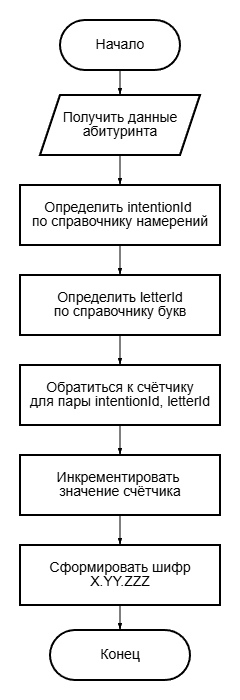 Начало
Получить данные
абитуринта
Определить intentionId
по справочнику намерений
Определить letterId
по справочнику букв
Обратиться к счётчику
для пары intentionId, letterId
Инкрементировать
значение счётчика
Сформировать шифр
X.YY.ZZZ
Конец